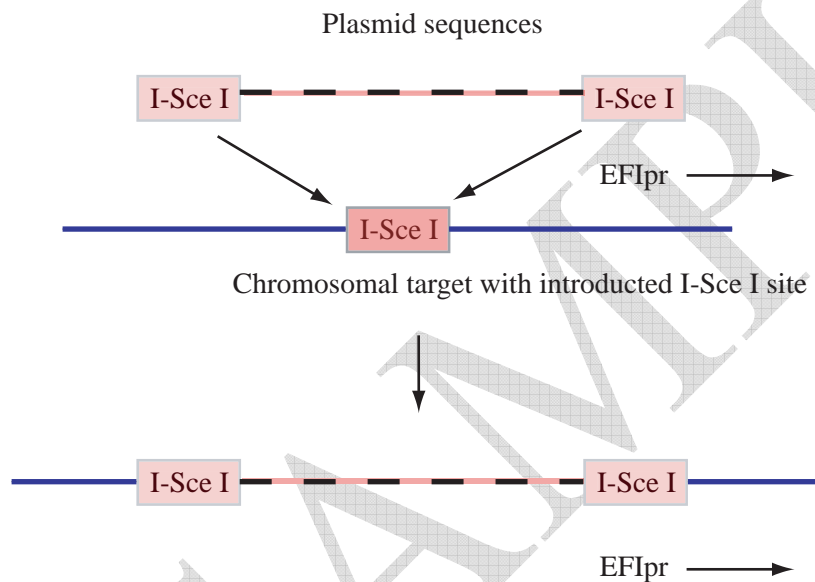 Plasmid sequences
I-Sce I I-Sce I
EFIpr
I-Sce I
Chromosomal target with introducted I-Sce I site
I-Sce I I-Sce I
EFIpr